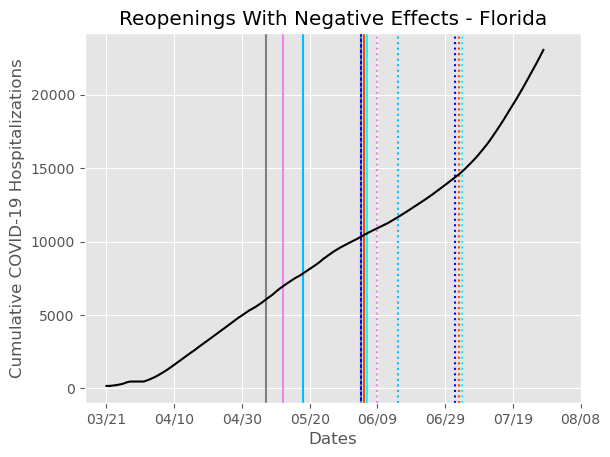 Reopenings With Negative Effects - Florida
Cumulative COVID-19 Hospitalizations
20000
15000
10000
5000
0
03/21 04/10 04/30 05/20 06/09 06/29 07/19 08/08
Dates